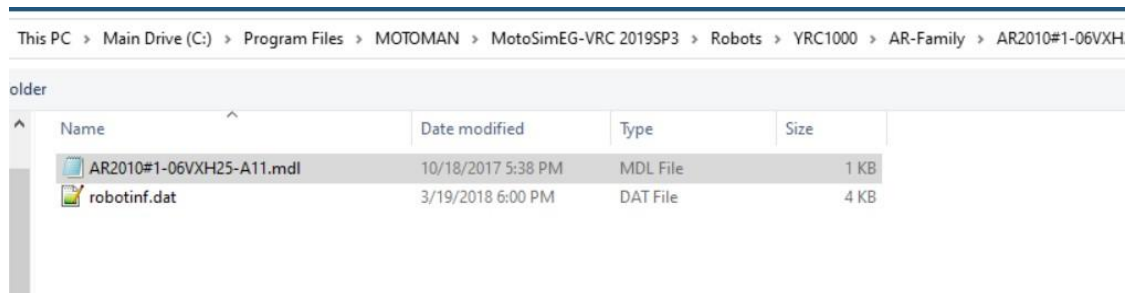 This PC > Main Drive (C:) > Program Files > MOTOMAN > MotoSimEG-VRC 2019SP3 > Robots > YRC1000 > AR-Family > AR2010#1-06VXH
older
Name Date modified Type Size
AR2010#1-06VXH25-A11.mdl 10/18/2017 5:38 PM MDL File 1 KB
robotinf.dat 3/19/2018 6:00 PM DAT File 4 KB